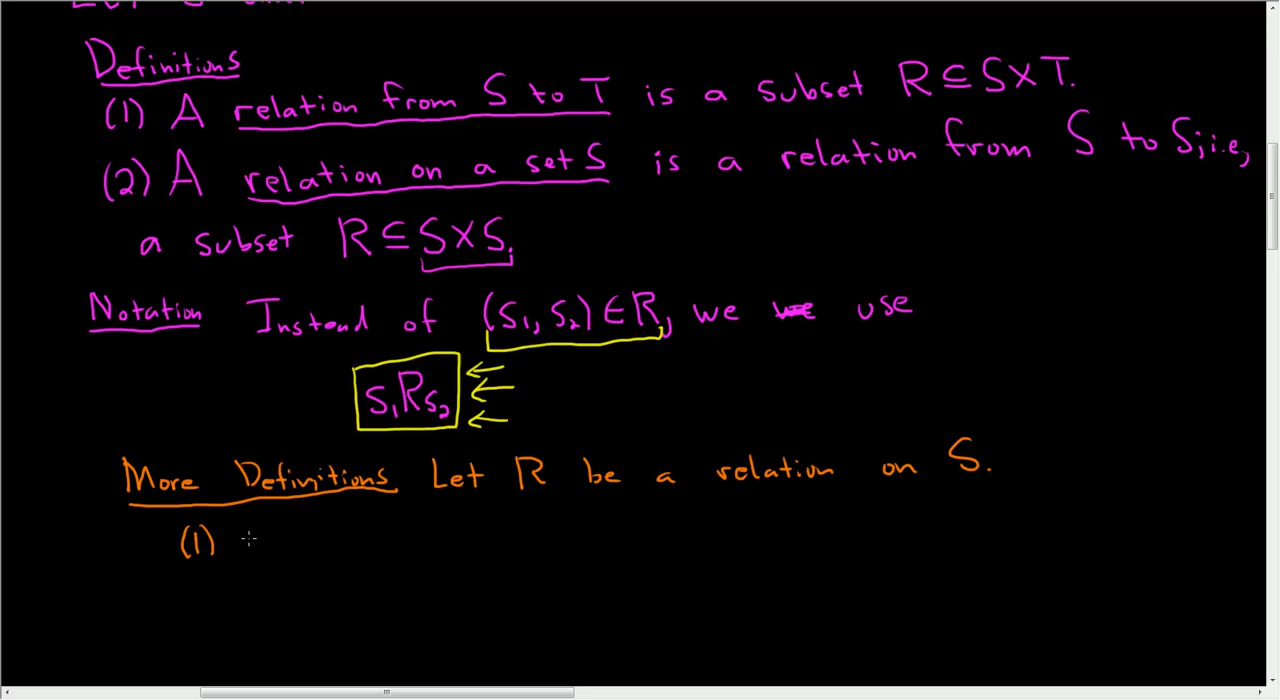 Definitions
(1) A relation from S to T is a subset R ⊆ S×T.
(2) A relation on a set S is a relation from S to S, i.e,
a subset R ⊆ S×S.
Notation Instead of (s₁, s₂) ∈ R, we use
s₁Rs₂
More Definitions Let R be a relation on S.
(1)